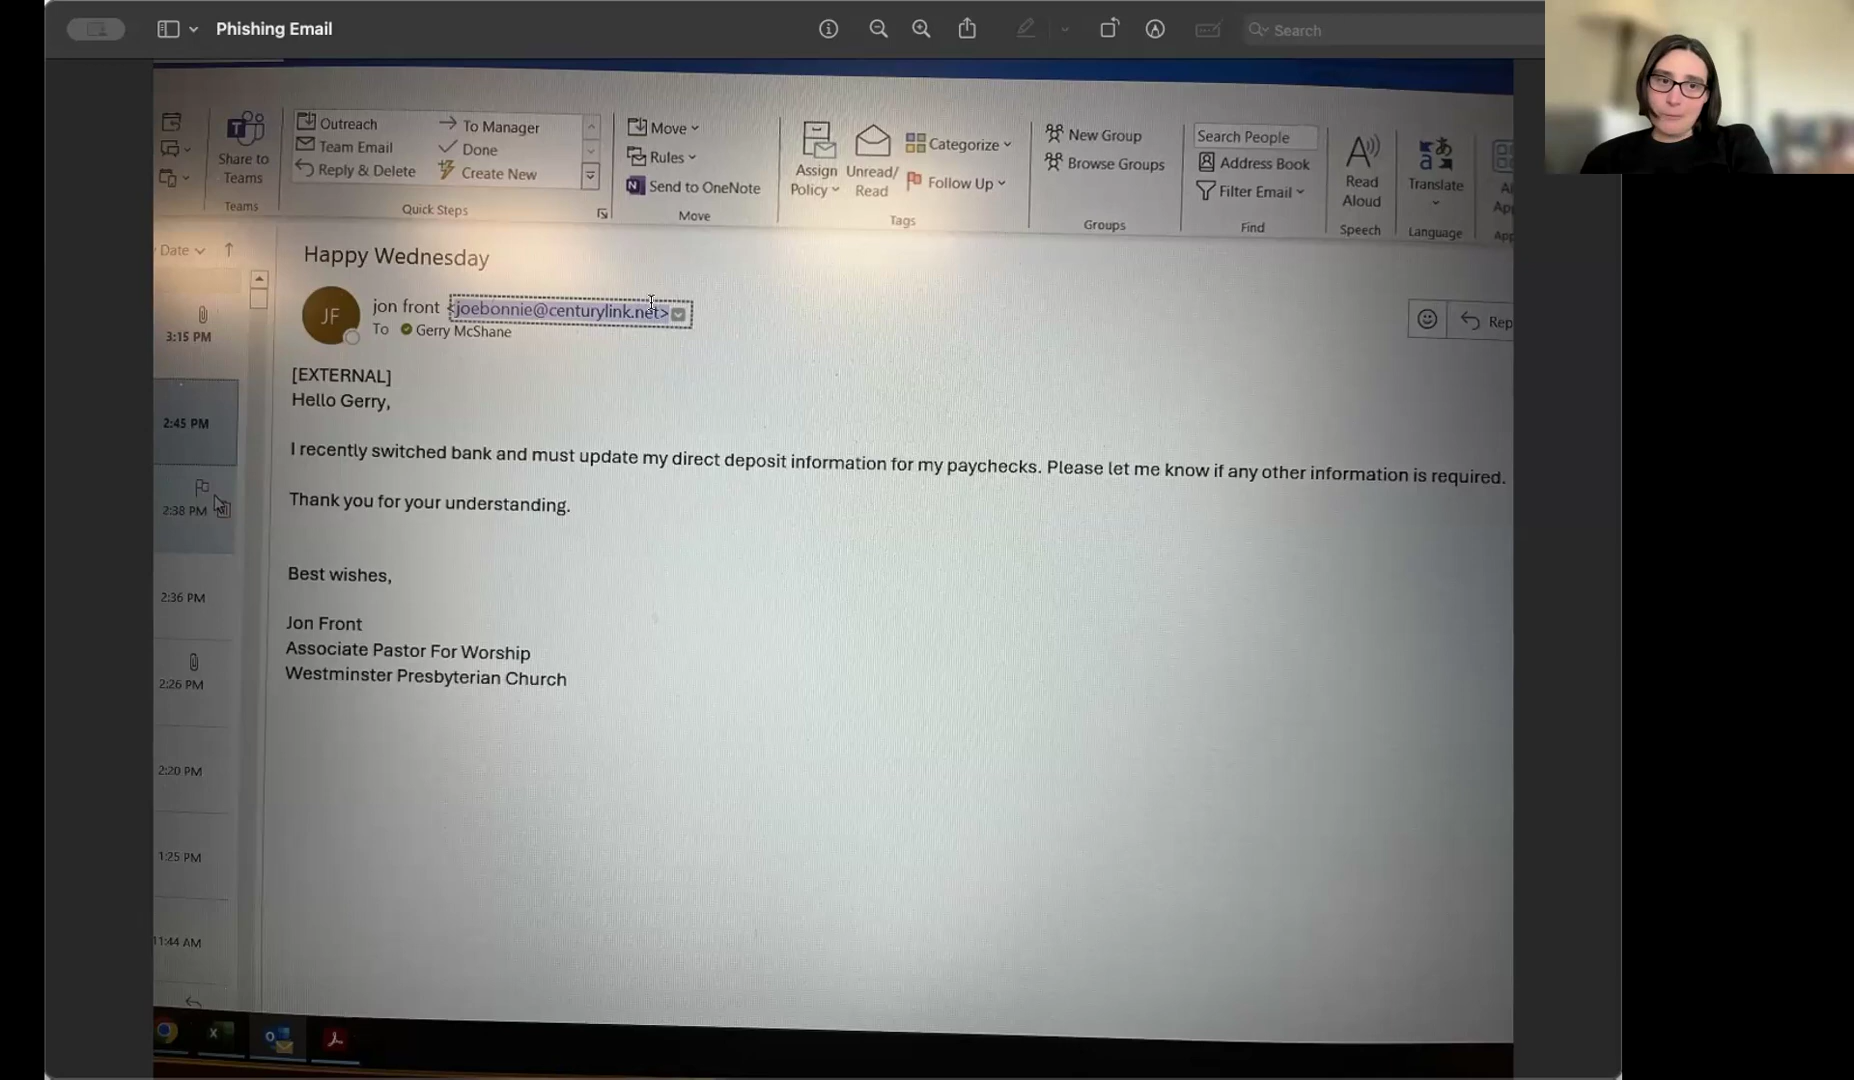 Phishing Email
Search
Share to
Teams
Teams
Outreach
Team Email
Reply & Delete
To Manager
Done
Create New
Quick Steps
Move
Rules
Send to OneNote
Move
Assign
Policy
Unread/
Read
Categorize
Follow Up
Tags
New Group
Browse Groups
Groups
Search People
Address Book
Filter Email
Find
Read
Aloud
Speech
Translate
Language
Date
Happy Wednesday
JF
jon front <joebonnie@centurylink.net>
To Gerry McShane
Rep
[EXTERNAL]
Hello Gerry,
I recently switched bank and must update my direct deposit information for my paychecks. Please let me know if any other information is required.
Thank you for your understanding.
Best wishes,
Jon Front
Associate Pastor For Worship
Westminster Presbyterian Church
3:15 PM
2:45 PM
2:38 PM
2:36 PM
2:26 PM
2:20 PM
1:25 PM
11:44 AM